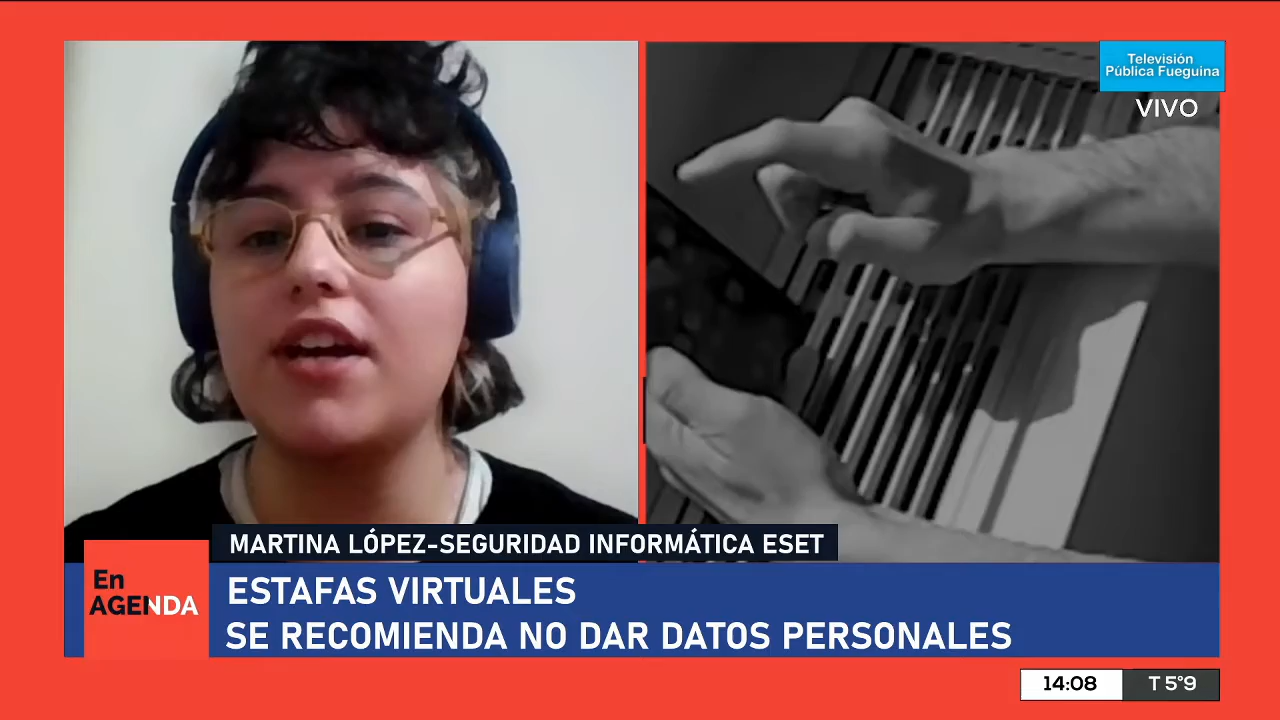 Televisión
Pública Fueguina
VIVO
MARTINA LÓPEZ-SEGURIDAD INFORMÁTICA ESET
En
AGENDA
ESTAFAS VIRTUALES
SE RECOMIENDA NO DAR DATOS PERSONALES
14:08
T 5°9